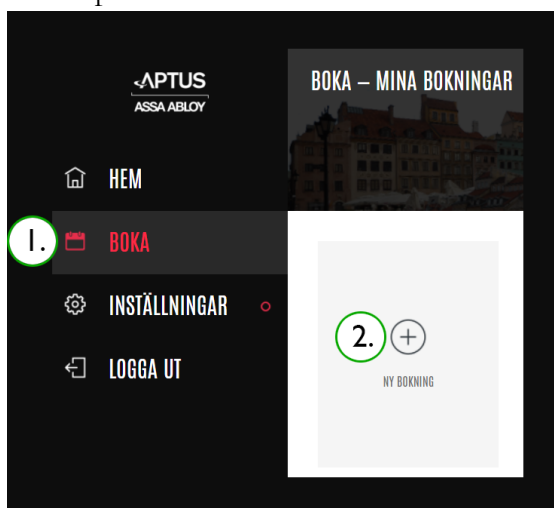 APTUS
ASSA ABLOY
BOKA – MINA BOKNINGAR
HEM
1. BOKA
INSTÄLLNINGAR
LOGGA UT
2.
NY BOKNING